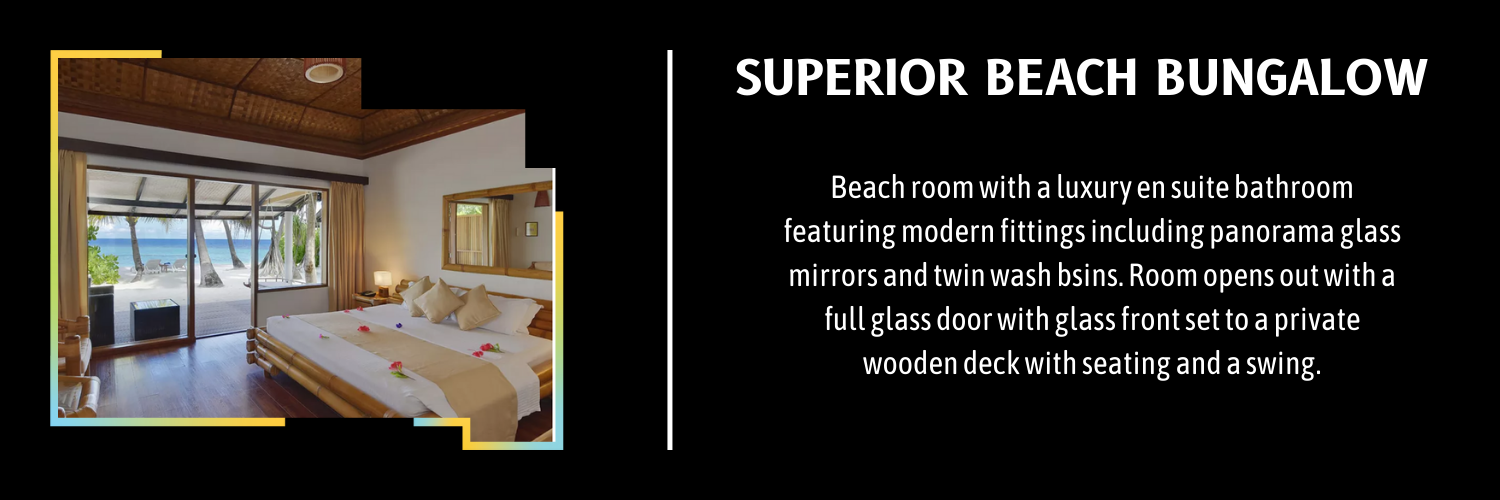 SUPERIOR BEACH BUNGALOW
Beach room with a luxury en suite bathroom
featuring modern fittings including panorama glass
mirrors and twin wash bsins. Room opens out with a
full glass door with glass front set to a private
wooden deck with seating and a swing.